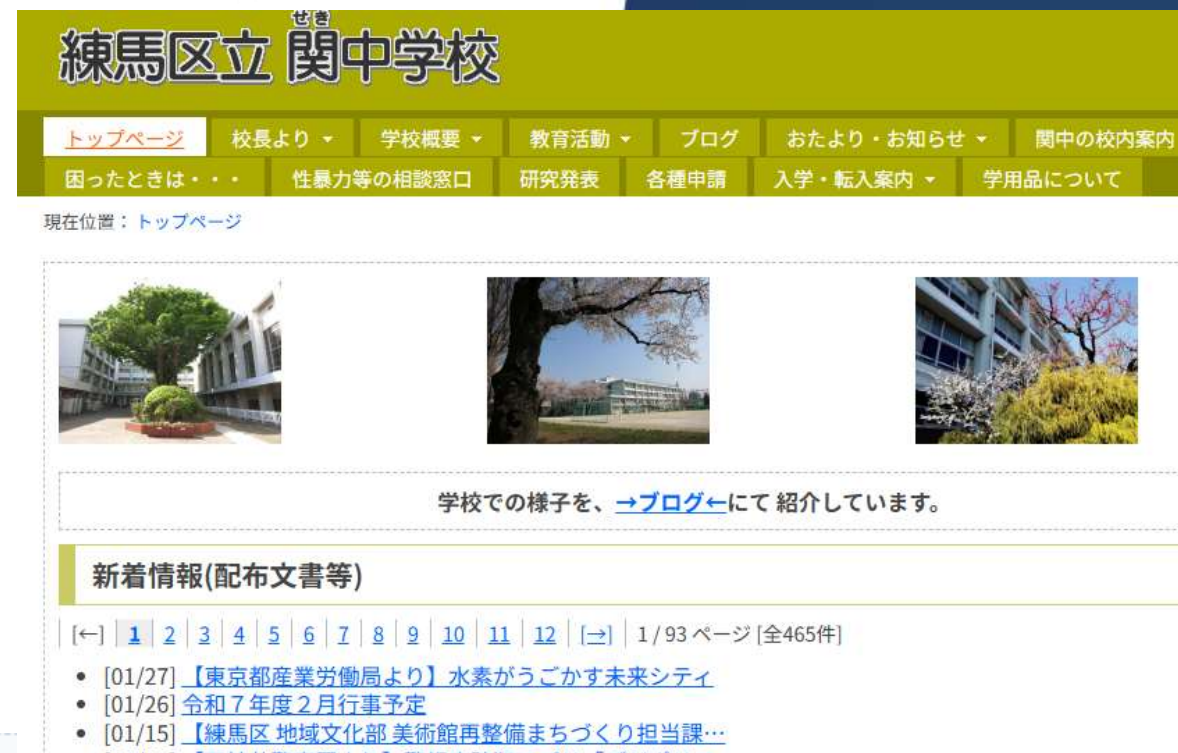 せき
練馬区立 関中学校
トップページ 校長より 学校概要 教育活動 ブログ おたより・お知らせ 関中の校内案内
困ったときは・・・ 性暴力等の相談窓口 研究発表 各種申請 入学・転入案内 学用品について
現在位置：トップページ
学校での様子を、→ブログ←にて 紹介しています。
新着情報(配布文書等)
[←] 1 2 3 4 5 6 7 8 9 10 11 12 [→] 1 / 93 ページ [全465件]
[01/27] 【東京都産業労働局より】水素がうごかす未来シティ
[01/26] 令和７年度２月行事予定
[01/15] 【練馬区 地域文化部 美術館再整備まちづくり担当課…